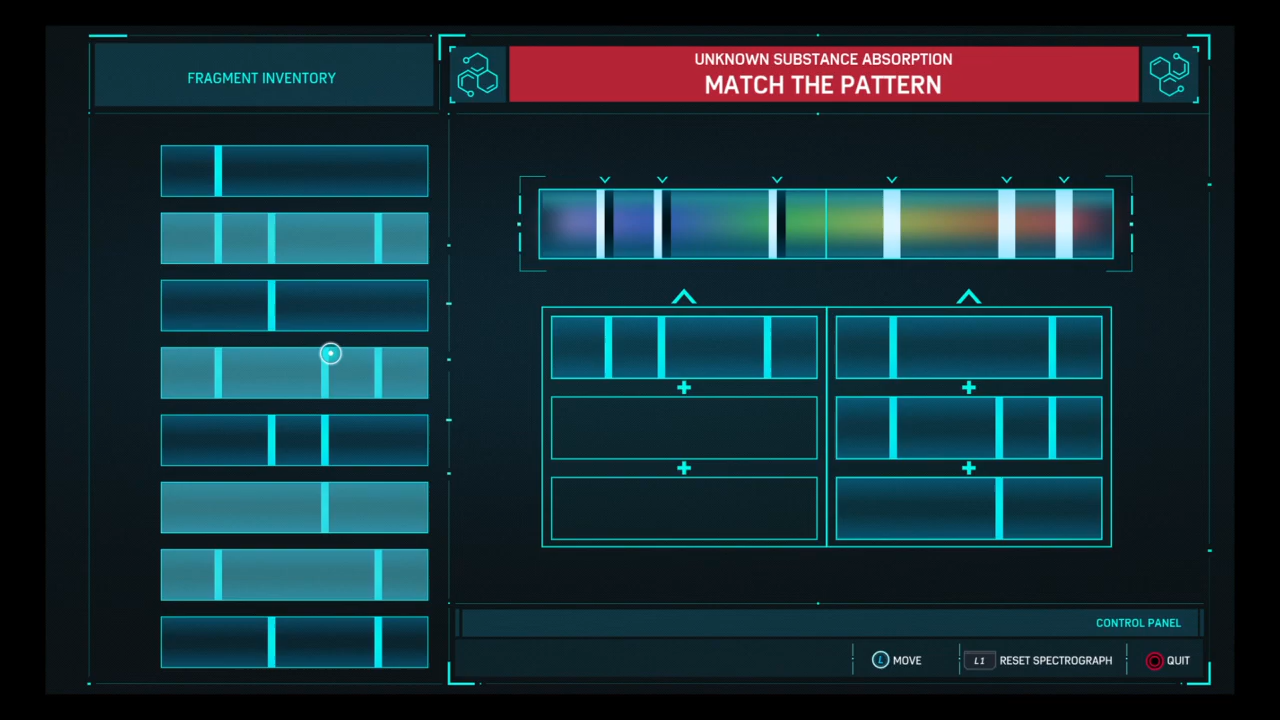 FRAGMENT INVENTORY
UNKNOWN SUBSTANCE ABSORPTION
MATCH THE PATTERN
CONTROL PANEL
L MOVE
L1 RESET SPECTROGRAPH
QUIT